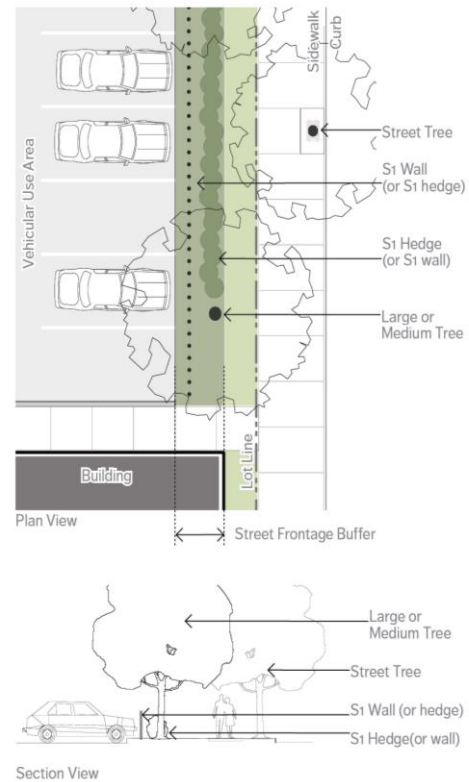 Sidewalk
Curb
Vehicular Use Area
Street Tree
S1 Wall
(or S1 hedge)
S1 Hedge
(or S1 wall)
Large or
Medium Tree
Lot Line
Building
Plan View
Street Frontage Buffer
Large or
Medium Tree
Street Tree
S1 Wall (or hedge)
S1 Hedge(or wall)
Section View